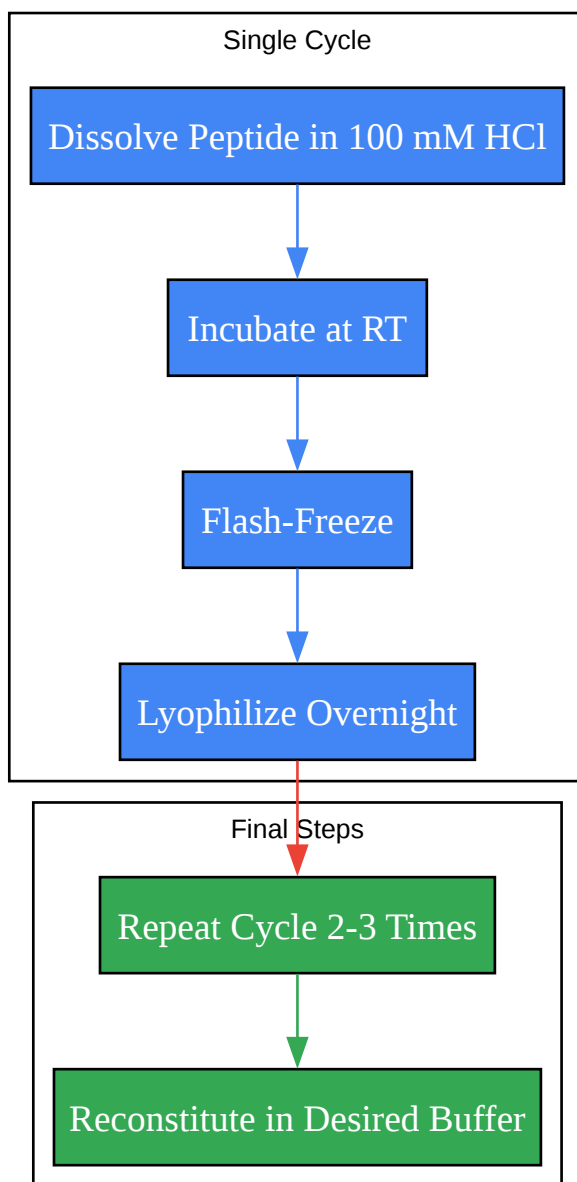 Single Cycle
Dissolve Peptide in 100 mM HCl
Incubate at RT
Flash-Freeze
Lyophilize Overnight
Final Steps
Repeat Cycle 2-3 Times
Reconstitute in Desired Buffer